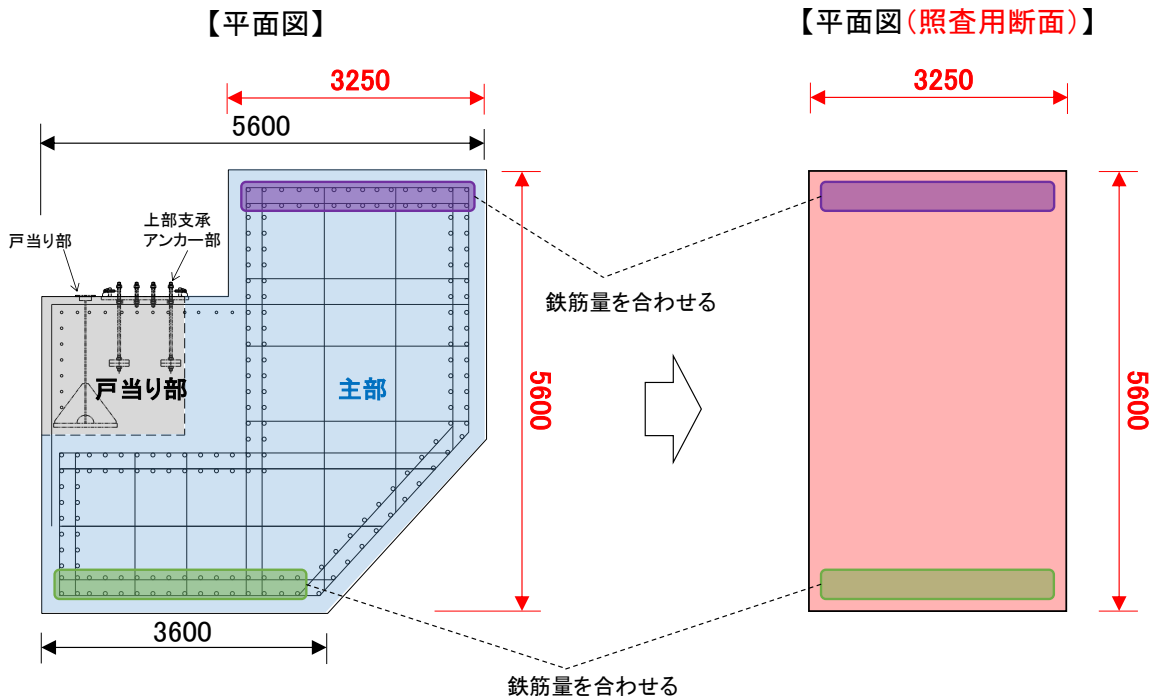 【平面図】
【平面図(照査用断面)】
3250
3250
5600
戸当り部
上部支承
アンカー部
鉄筋量を合わせる
戸当り部
主部
5600
5600
3600
鉄筋量を合わせる